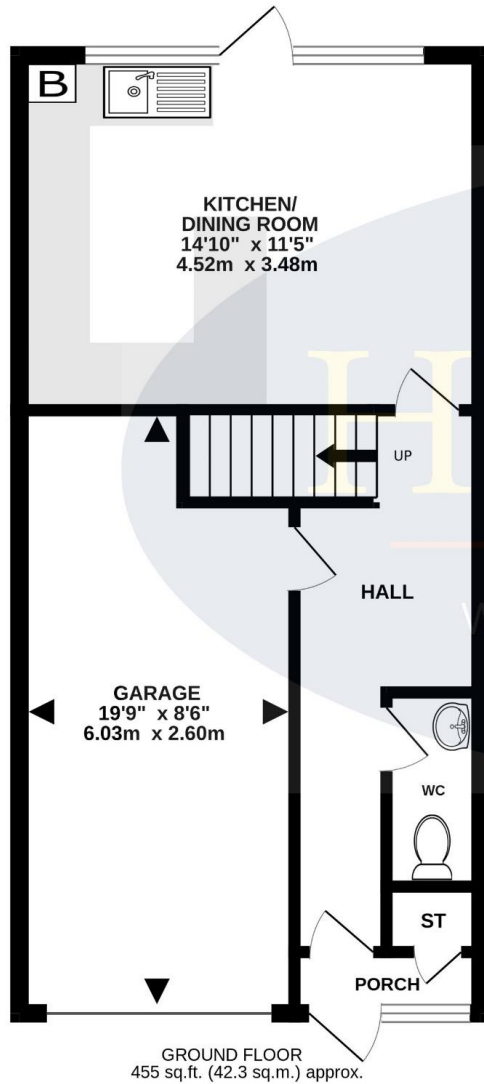 B
KITCHEN/
DINING ROOM
14'10" x 11'5"
4.52m x 3.48m
UP
HALL
GARAGE
19'9" x 8'6"
6.03m x 2.60m
WC
ST
PORCH
GROUND FLOOR
455 sq.ft. (42.3 sq.m.) approx.